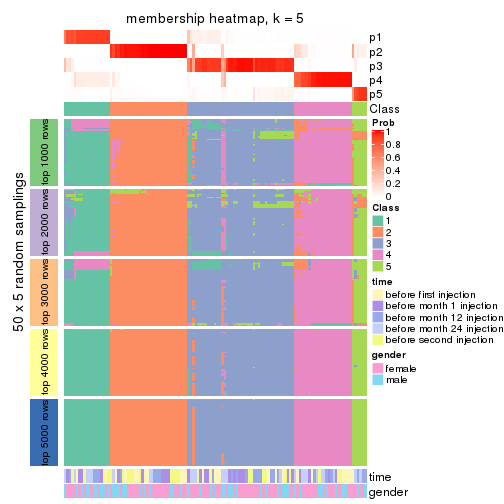 membership heatmap, k = 5
p1
p2
p3
p4
p5
Class
50 x 5 random samplings
top 1000 rows
top 2000 rows
top 3000 rows
top 4000 rows
top 5000 rows
time
gender
Prob
1
0.8
0.6
0.4
0.2
0
Class
1
2
3
4
5
time
before first injection
before month 1 injection
before month 12 injection
before month 24 injection
before second injection
gender
female
male